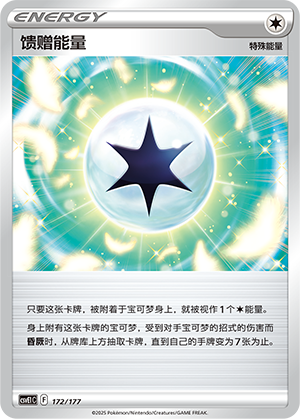 ENERGY
馈赠能量
特殊能量
只要这张卡牌，被附着于宝可梦身上，就被视作1个能量。
身上附有这张卡牌的宝可梦，受到对手宝可梦的招式的伤害而
昏厥时，从牌库上方抽取卡牌，直到自己的手牌变为7张为止。
F 172/177
©2025 Pokémon/Nintendo/Creatures/GAME FREAK.